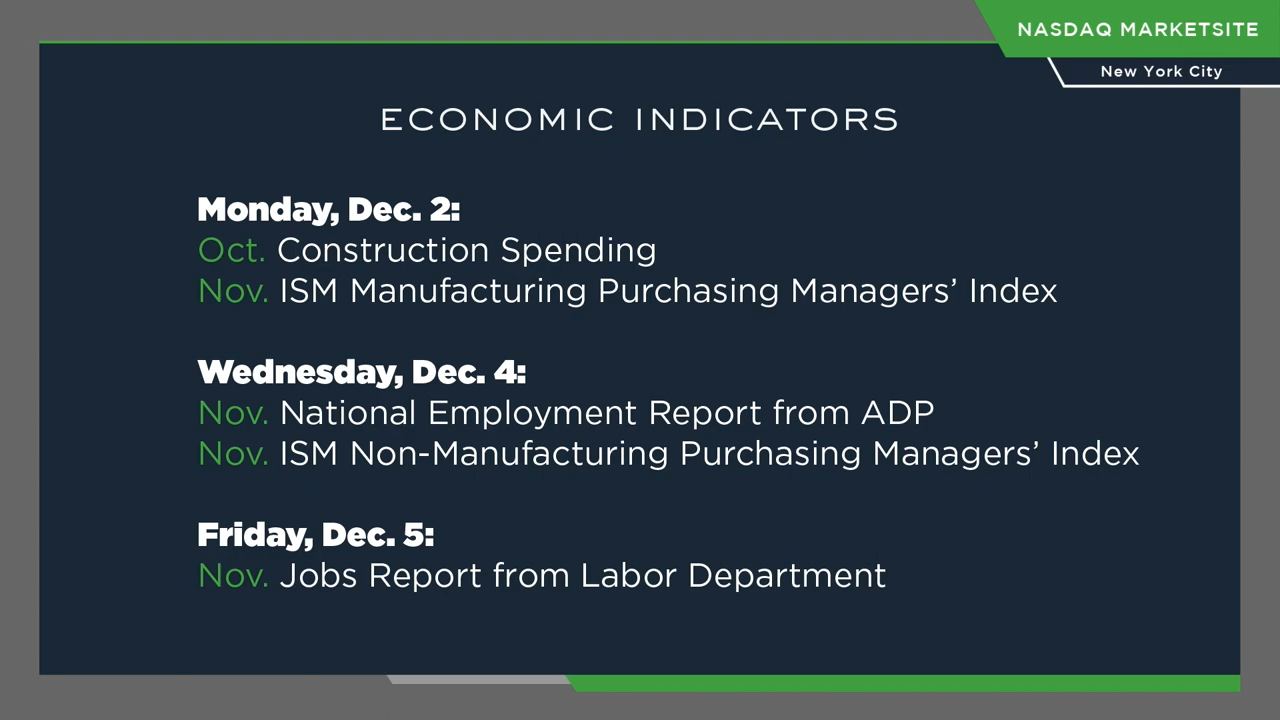 NASDAQ MARKETSITE
New York City
ECONOMIC INDICATORS
Monday, Dec. 2:
Oct. Construction Spending
Nov. ISM Manufacturing Purchasing Managers’ Index
Wednesday, Dec. 4:
Nov. National Employment Report from ADP
Nov. ISM Non-Manufacturing Purchasing Managers’ Index
Friday, Dec. 5:
Nov. Jobs Report from Labor Department